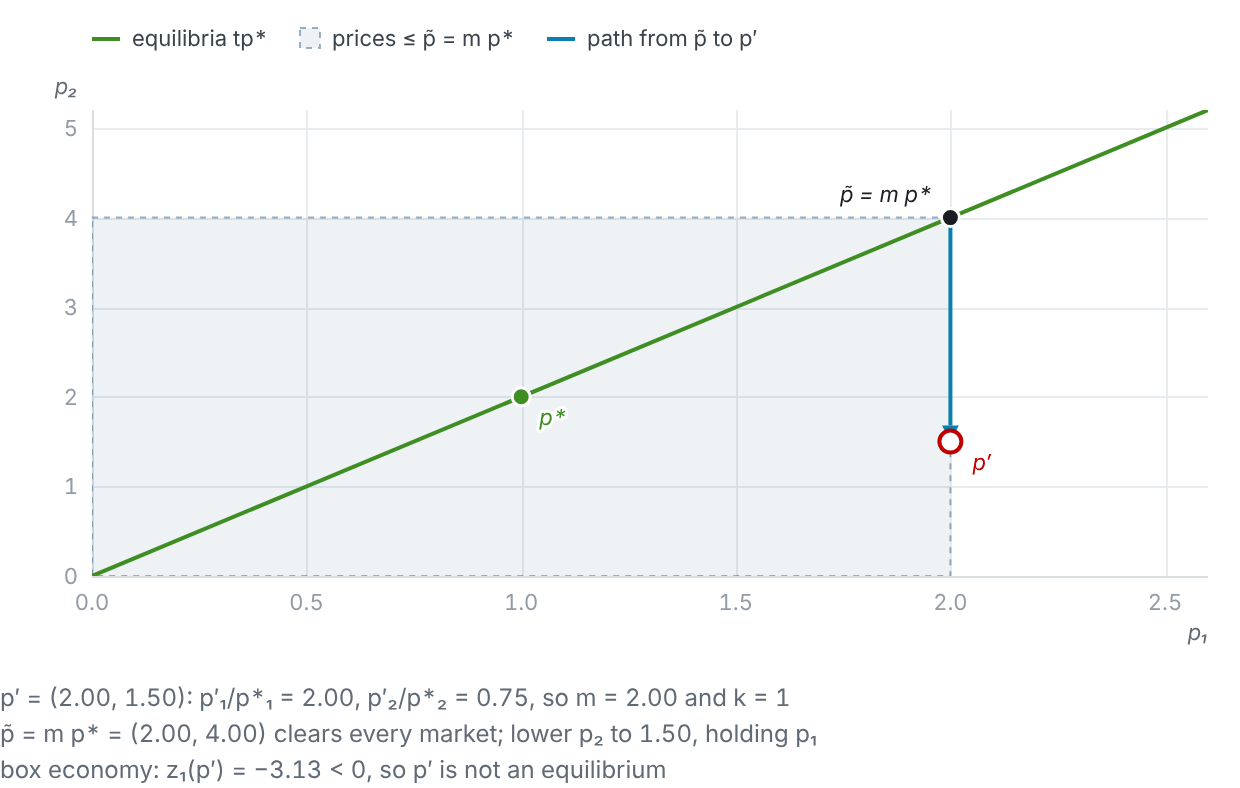 equilibria tp*
prices ≤ p̃ = m p*
path from p̃ to p′
p₂
5
p̃ = m p*
4
3
2
p*
p′
1
0
0.0 0.5 1.0 1.5 2.0 2.5
p₁
p′ = (2.00, 1.50): p′₁/p*₁ = 2.00, p′₂/p*₂ = 0.75, so m = 2.00 and k = 1
p̃ = m p* = (2.00, 4.00) clears every market; lower p₂ to 1.50, holding p₁
box economy: z₁(p′) = −3.13 < 0, so p′ is not an equilibrium